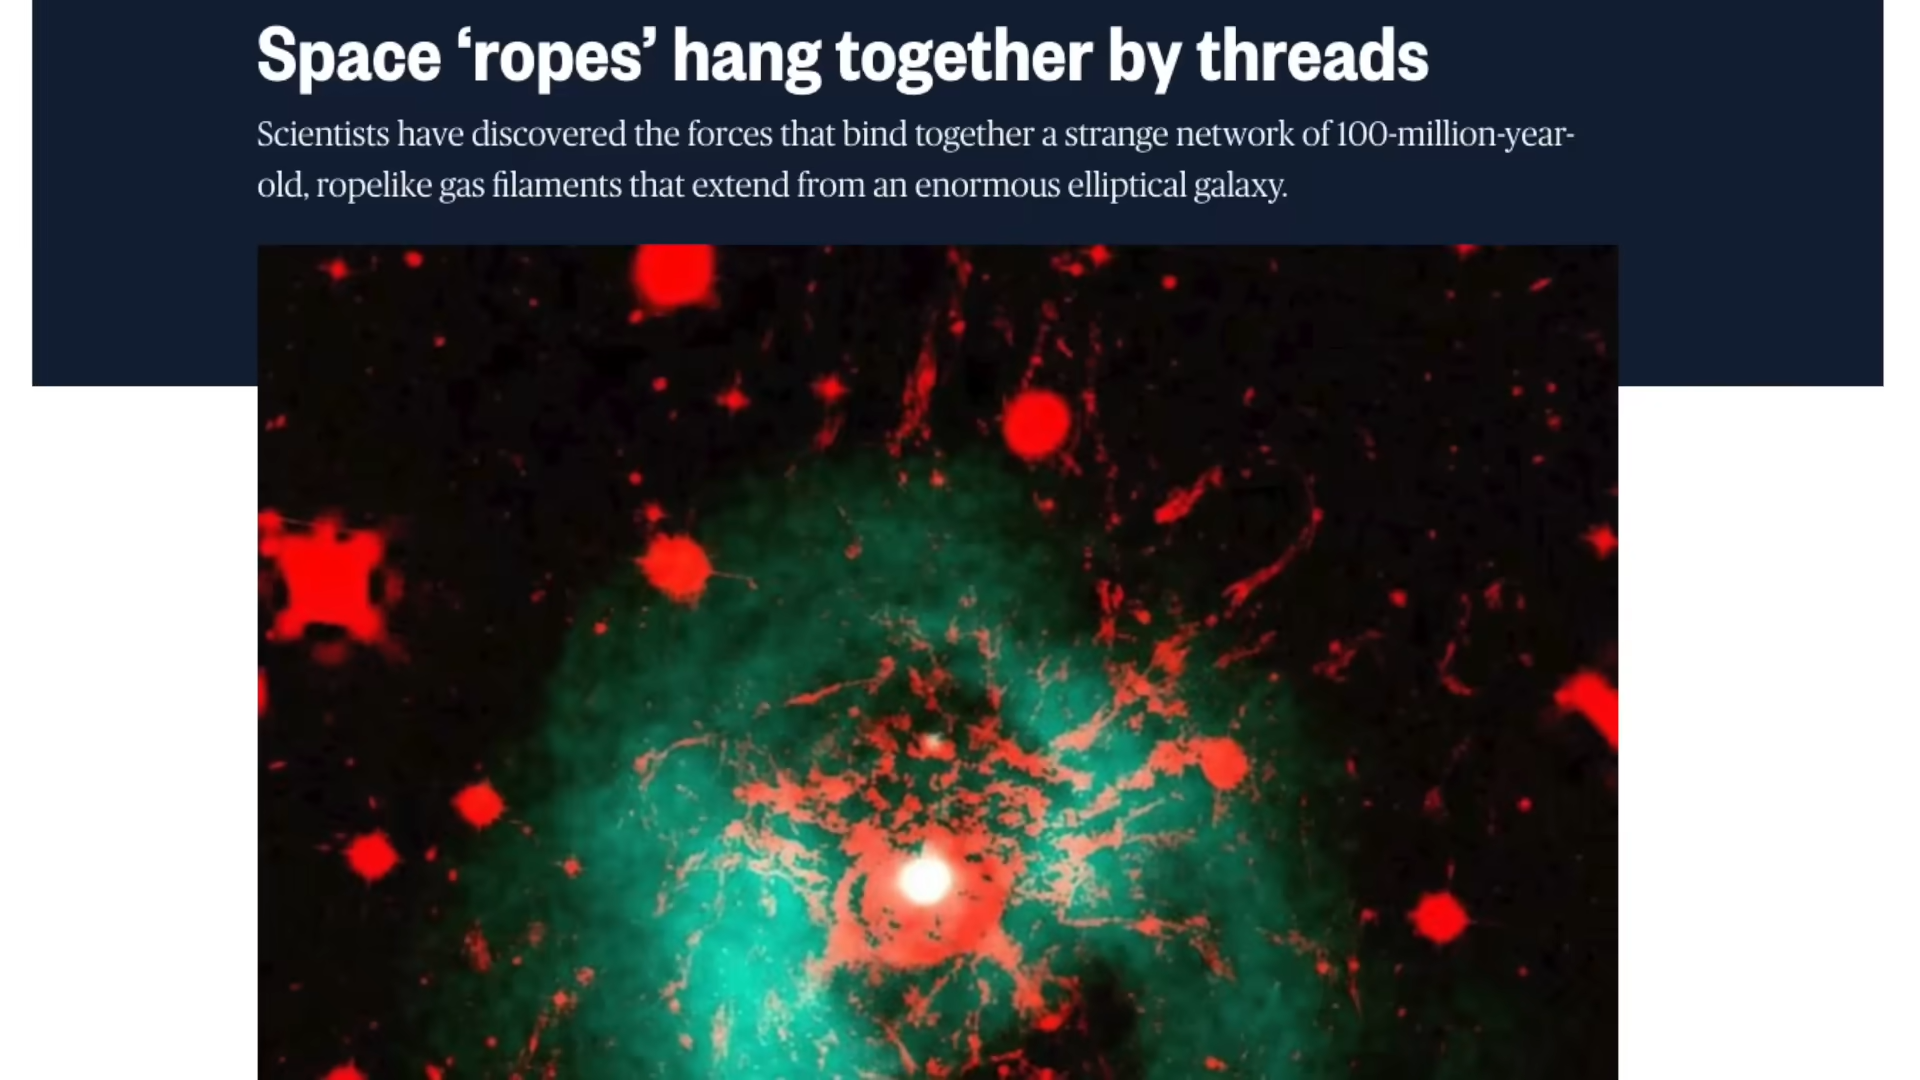 Space ‘ropes’ hang together by threads
Scientists have discovered the forces that bind together a strange network of 100-million-year-
old, ropelike gas filaments that extend from an enormous elliptical galaxy.